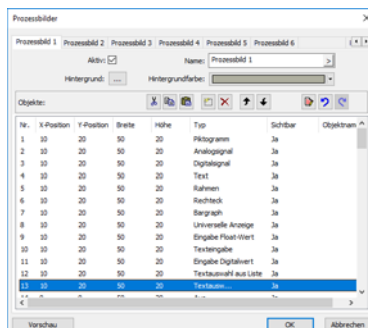 Prozessbilder
Prozessbild 1 Prozessbild 2 Prozessbild 3 Prozessbild 4 Prozessbild 5 Prozessbild 6
Aktiv: Name: Prozessbild 1 >
Hintergrund: ... Hintergrundfarbe:
Objekte:
Nr. X-Position Y-Position Breite Höhe Typ Sichtbar Objektnam
1 10 20 50 20 Piktogramm Ja
2 10 20 50 20 Analogsignal Ja
3 10 20 50 20 Digitalsignal Ja
4 10 20 50 20 Text Ja
5 10 20 50 20 Rahmen Ja
6 10 20 50 20 Rechteck Ja
7 10 20 50 20 Bargraph Ja
8 10 20 50 20 Universelle Anzeige Ja
9 10 20 50 20 Eingabe Float-Wert Ja
10 10 20 50 20 Texteingabe Ja
11 10 20 50 20 Eingabe Digitalwert Ja
12 10 20 50 20 Textauswahl aus Liste Ja
13 10 20 50 20 Textausw... Ja
Vorschau OK Abbrechen